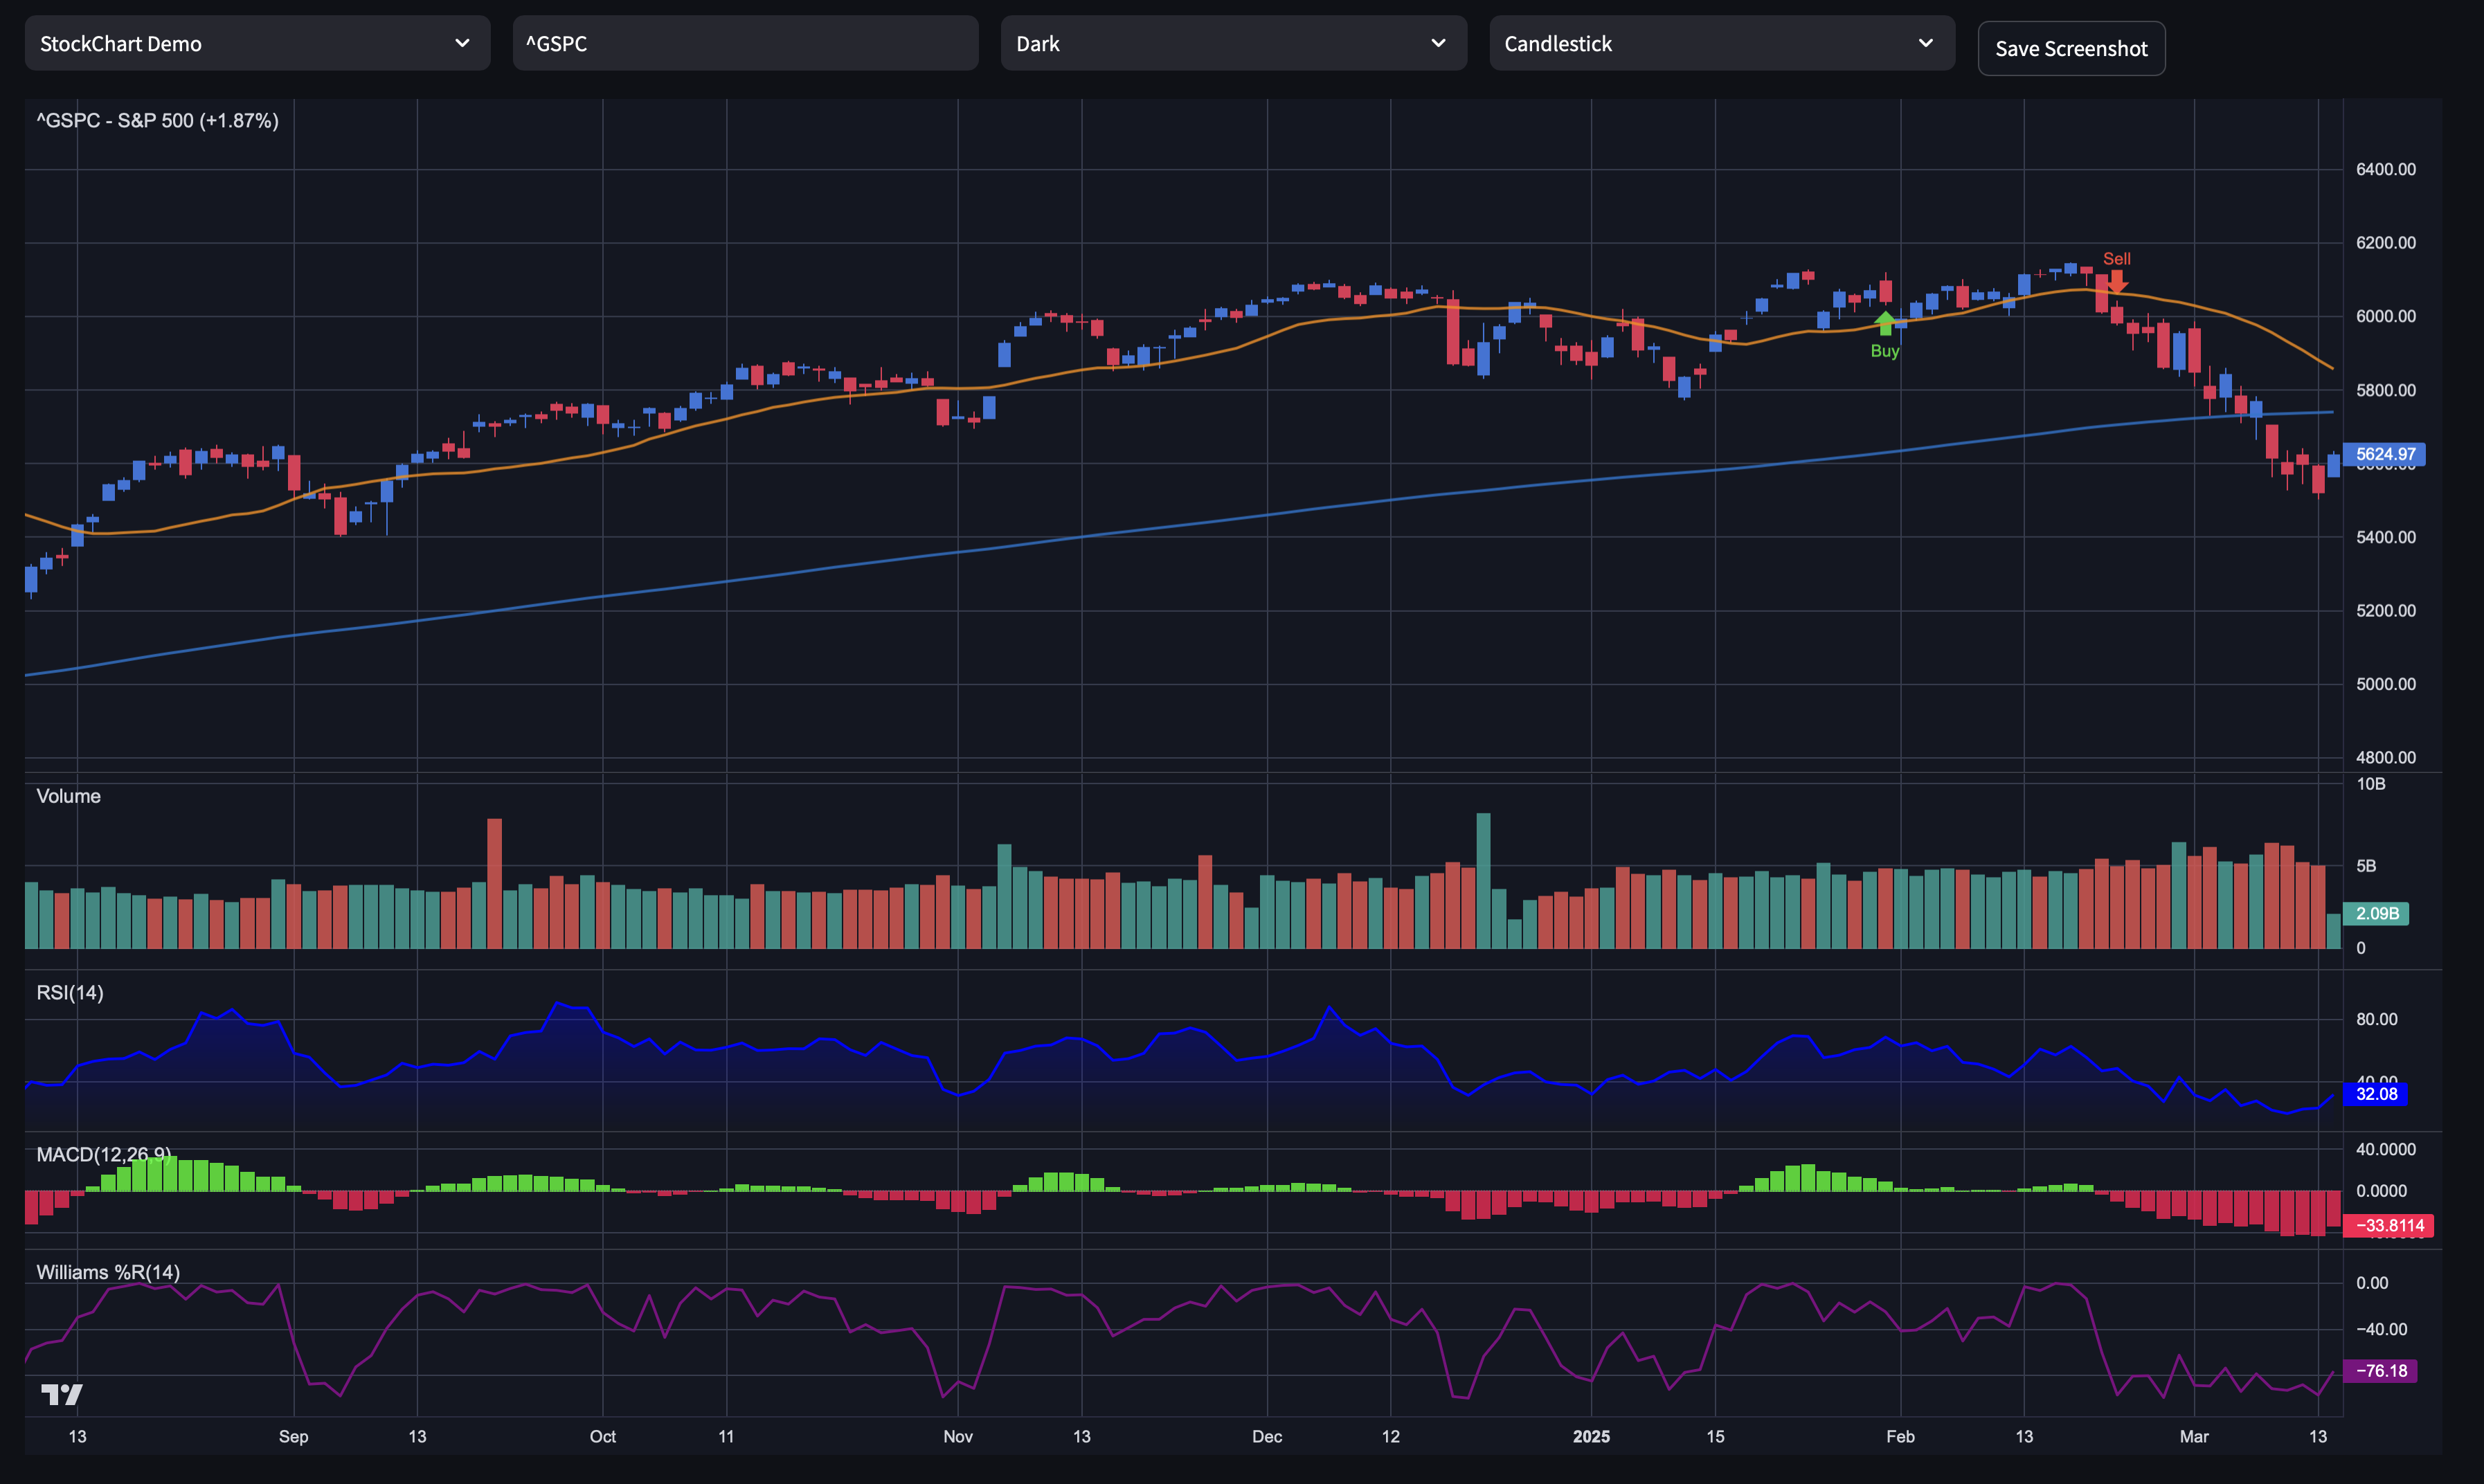 StockChart Demo
^GSPC
Dark
Candlestick
Save Screenshot
^GSPC - S&P 500 (+1.87%)
6400.00
6200.00
Sell
6000.00
Buy
5800.00
5624.97
5400.00
5200.00
5000.00
4800.00
Volume
10B
5B
2.09B
0
RSI(14)
80.00
40.00
32.08
MACD(12,26,9)
40.0000
0.0000
−33.8114
Williams %R(14)
0.00
−40.00
−76.18
13 Sep 13 Oct 11 Nov 13 Dec 12 2025 15 Feb 13 Mar 13